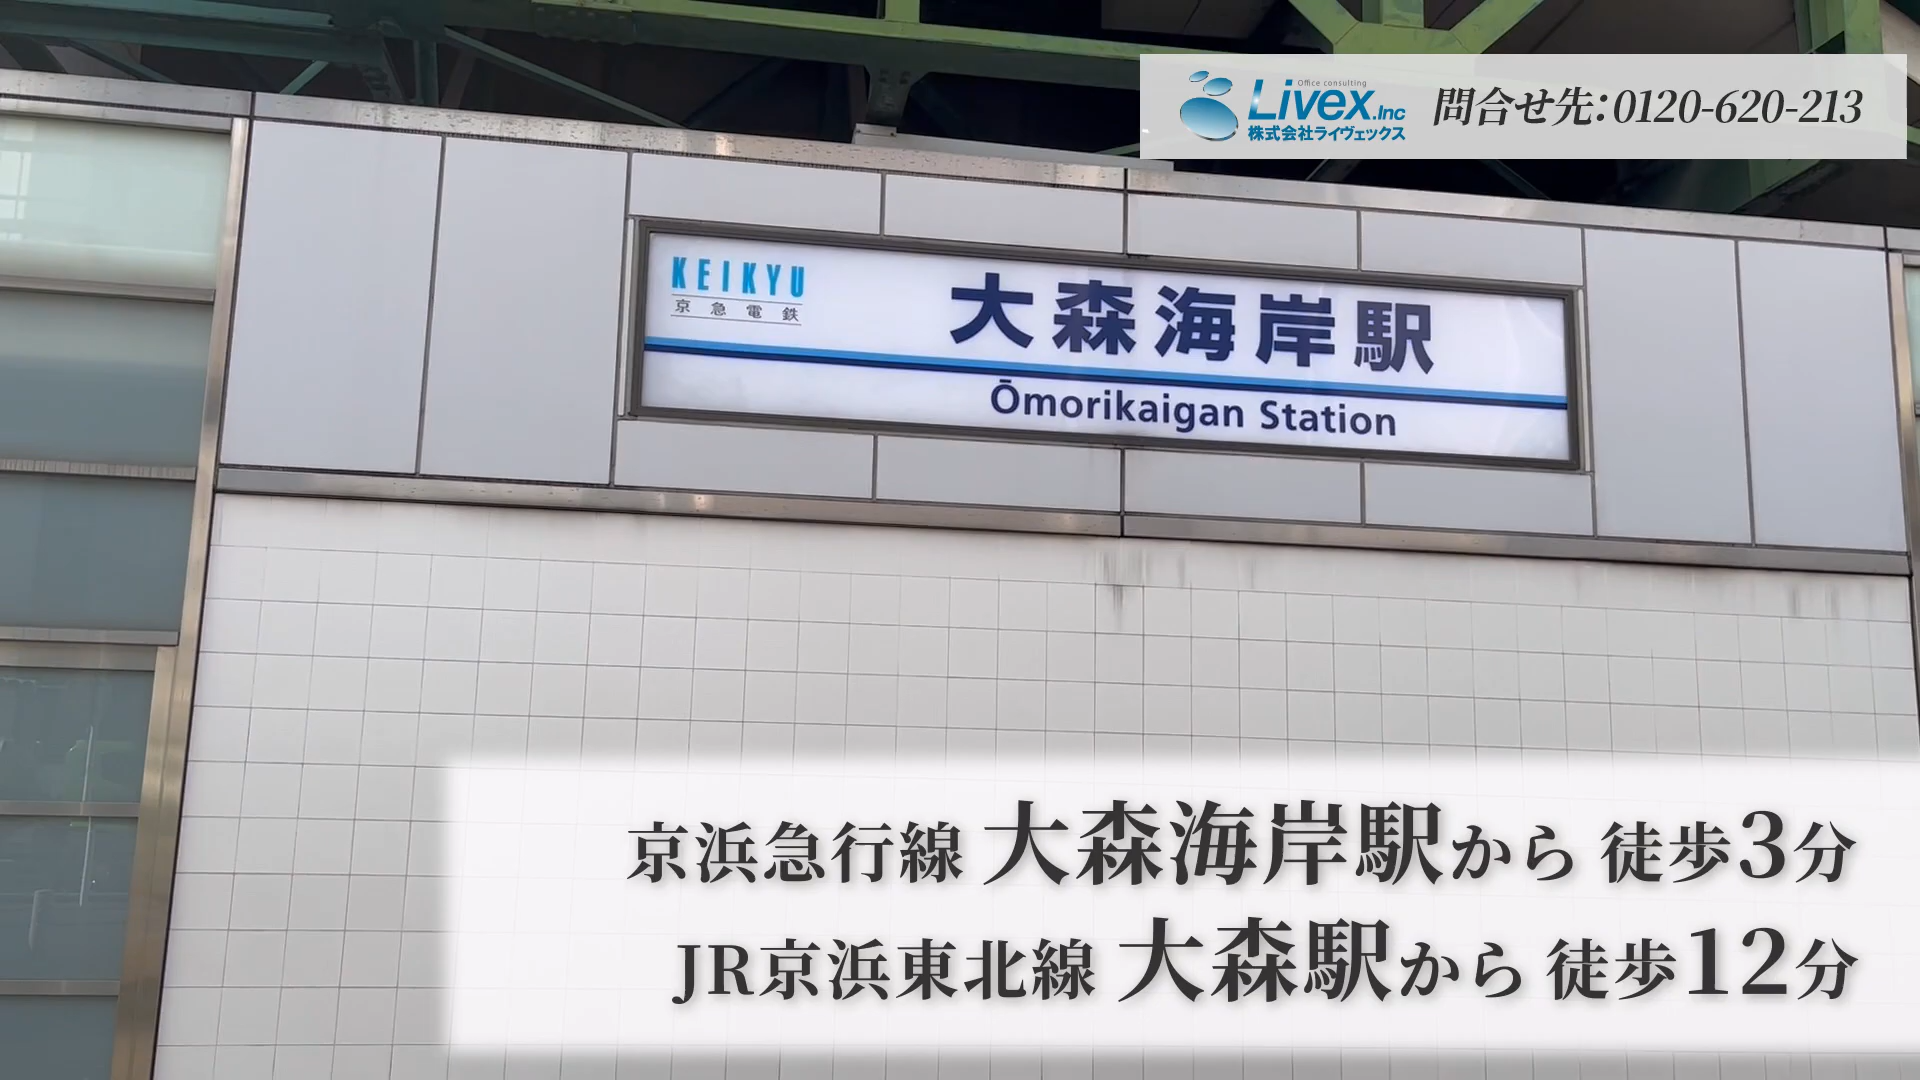 Office consulting
Livex.Inc
株式会社ライヴェックス
問合せ先：0120-620-213
KEIKYU
京急電鉄
大森海岸駅
Ōmorikaigan Station
京浜急行線 大森海岸駅から 徒歩3分
JR京浜東北線 大森駅から 徒歩12分